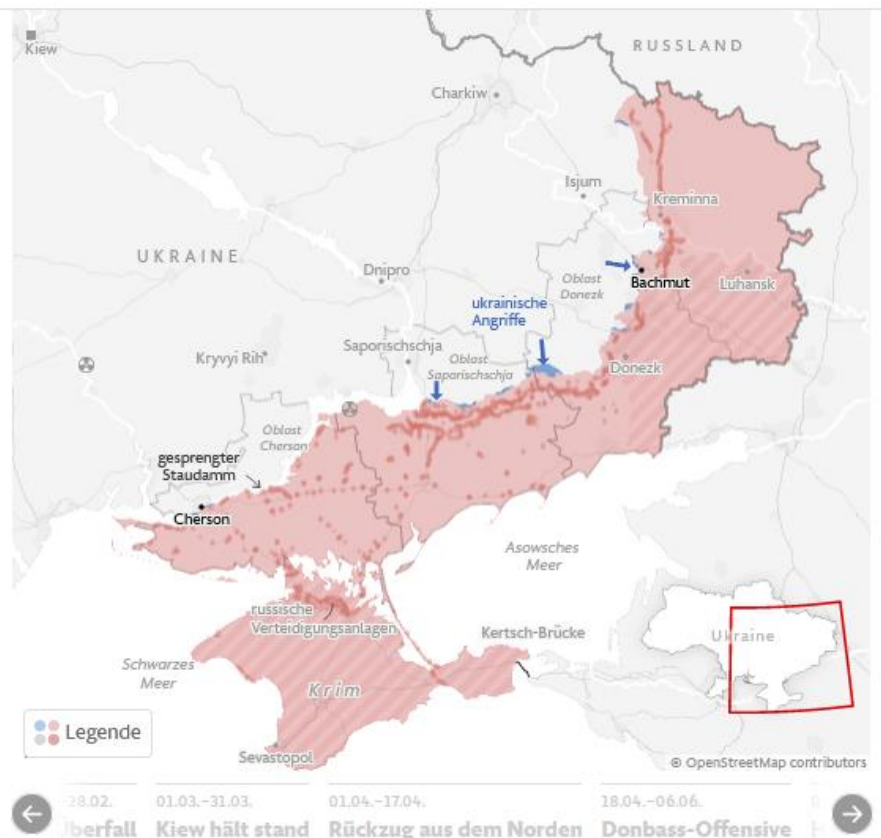 Kiew
RUSSLAND
Charkiw
Isjum
Kreminna
UKRAINE
Dnipro
Oblast
Donezk
Bachmut
Luhansk
ukrainische
Angriffe
Saporischschja
Kryvyi Rih
Oblast
Saporischschja
Donezk
Oblast
Cherson
gesprengter
Staudamm
Cherson
Asowsches
Meer
russische
Verteidigungsanlagen
Kertsch-Brücke
Ukraine
Schwarzes
Meer
Krim
Legende
Sevastopol
© OpenStreetMap contributors
-28.02.
01.03.–31.03.
01.04.–17.04.
18.04.–06.06.
berfall
Kiew hält stand
Rückzug aus dem Norden
Donbass-Offensive